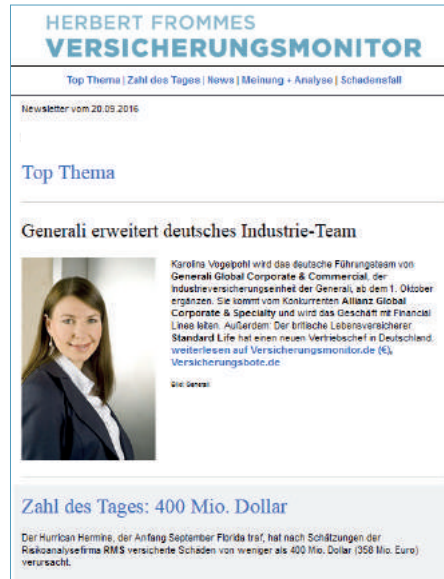 HERBERT FROMMES
VERSICHERUNGSMONITOR
Top Thema | Zahl des Tages | News | Meinung + Analyse | Schadensfall
Newsletter vom 20.09.2016
Top Thema
Generali erweitert deutsches Industrie-Team
Karolina Vogelpohl wird das deutsche Führungsteam von
Generali Global Corporate & Commercial, der
Industrieversicherungseinheit der Generali, ab dem 1. Oktober
ergänzen. Sie kommt vom Konkurrenten Allianz Global
Corporate & Specialty und wird das Geschäft mit Financial
Lines leiten. Außerdem: Der britische Lebensversicherer
Standard Life hat einen neuen Vertriebschef in Deutschland.
weiterlesen auf Versicherungsmonitor.de (€),
Versicherungsbote.de
Bild: Generali
Zahl des Tages: 400 Mio. Dollar
Der Hurrican Hermine, der Anfang September Florida traf, hat nach Schätzungen der
Risikoanalysefirma RMS versicherte Schäden von weniger als 400 Mio. Dollar (358 Mio. Euro)
verursacht.